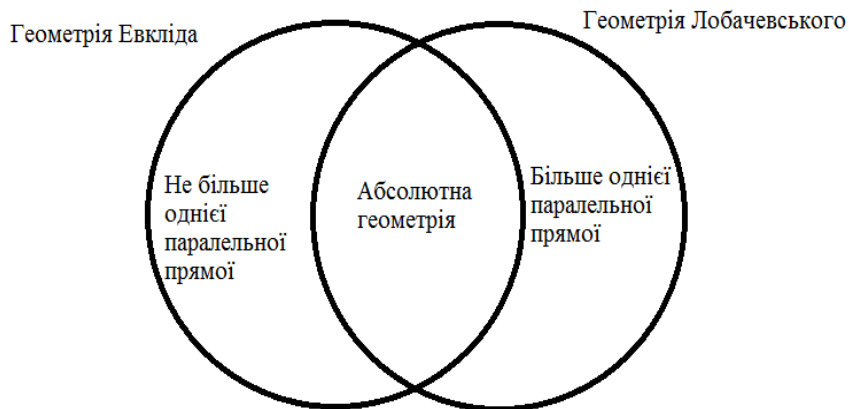 Геометрія Евкліда
Геометрія Лобачевського
Не більше
однієї
паралельної
прямої
Абсолютна
геометрія
Більше однієї
паралельної
прямої